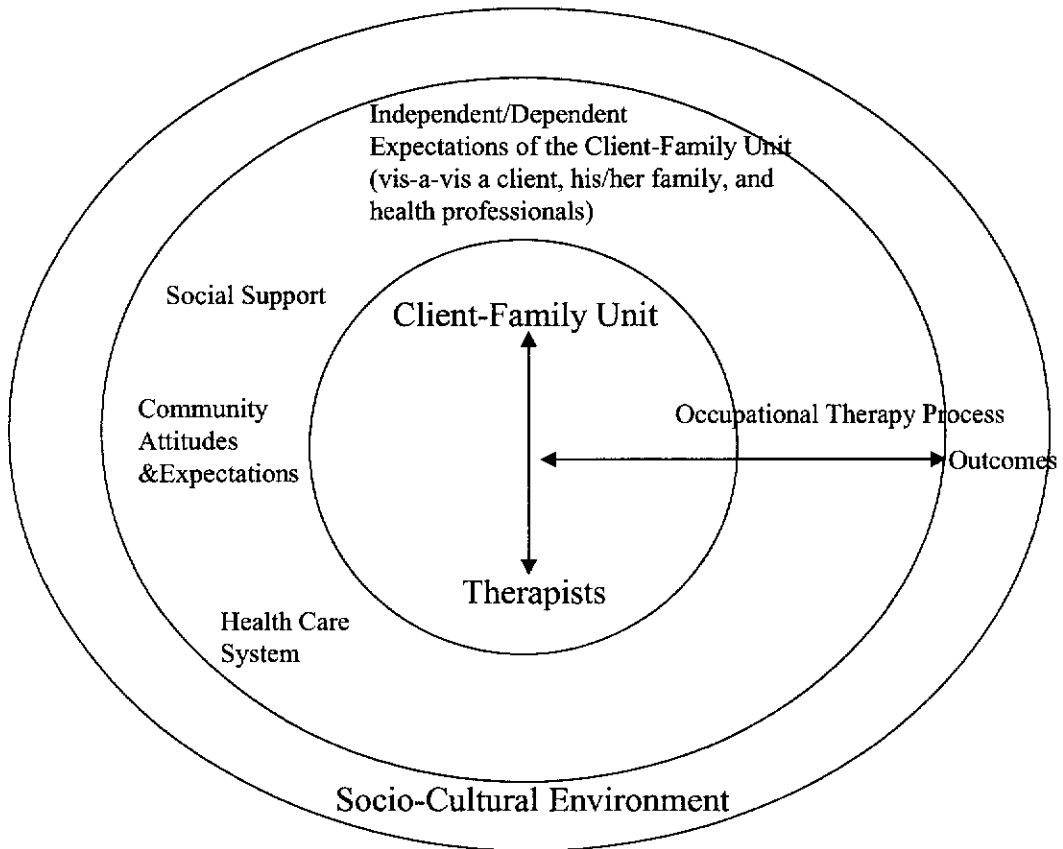 Independent/Dependent
Expectations of the Client-Family Unit
(vis-a-vis a client, his/her family, and
health professionals)
Social Support
Client-Family Unit
Community
Attitudes
&Expectations
Occupational Therapy Process
Outcomes
Therapists
Health Care
System
Socio-Cultural Environment